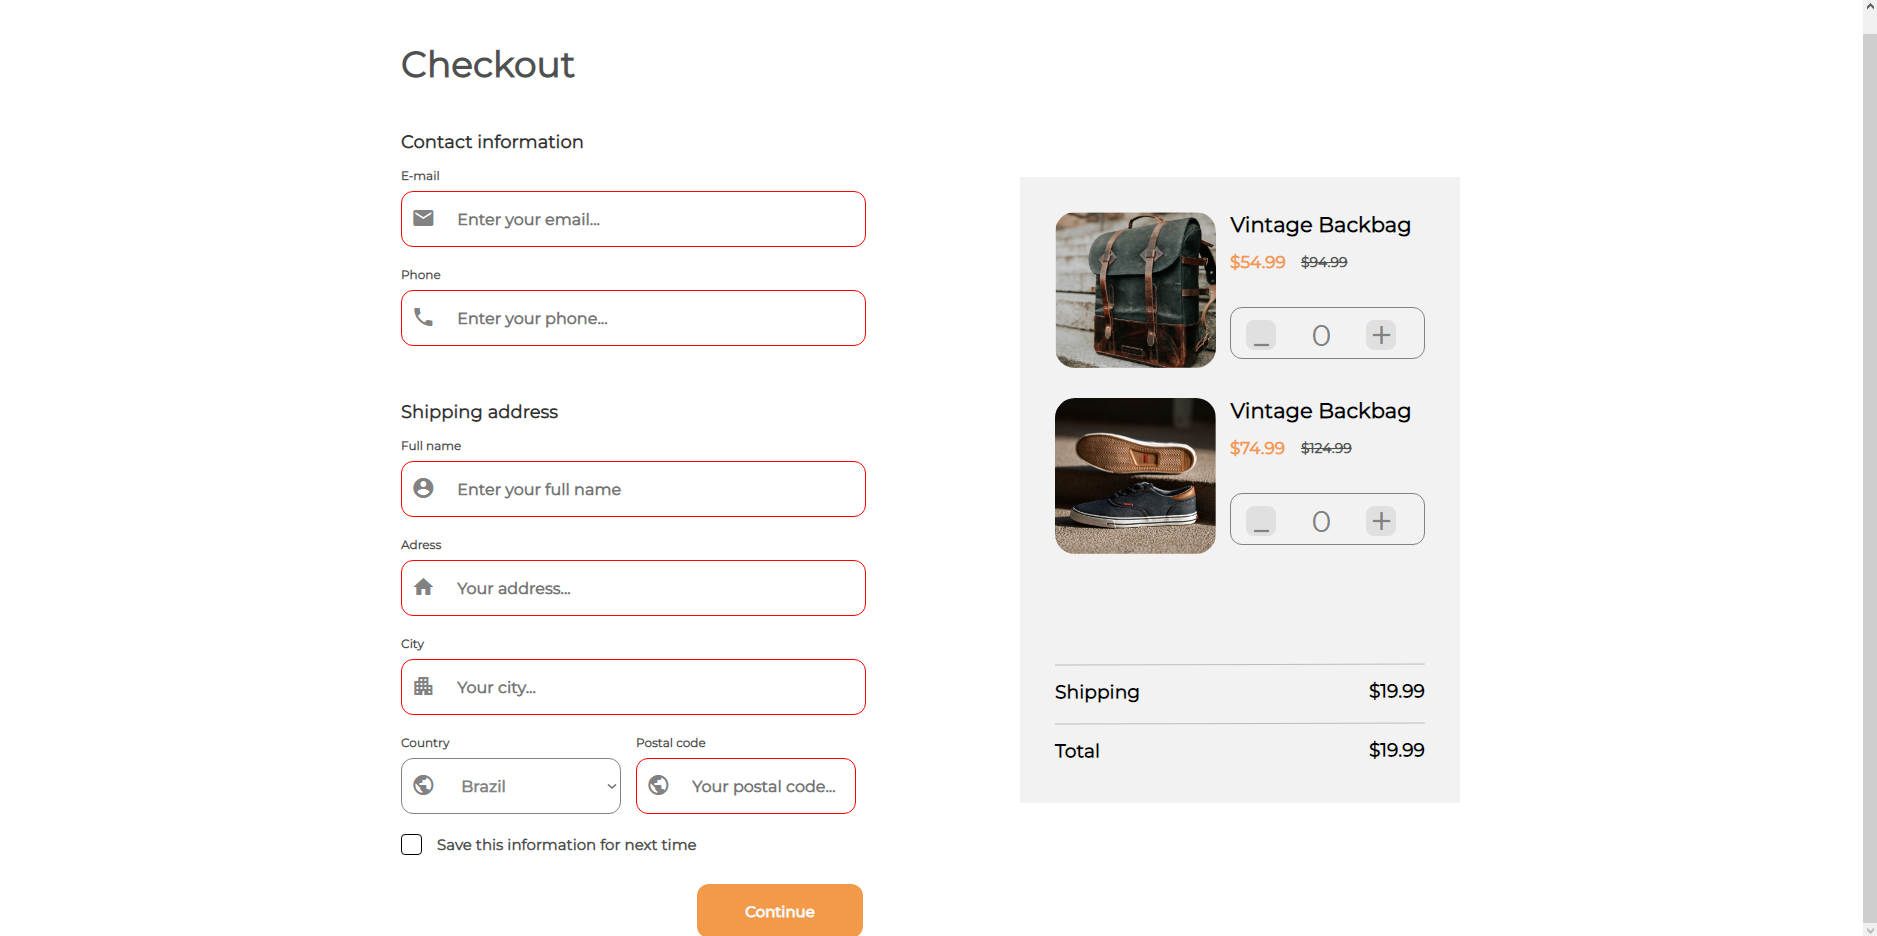 Checkout
Contact information
E-mail
Enter your email...
Phone
Enter your phone...
Shipping address
Full name
Enter your full name
Adress
Your address...
City
Your city...
Country
Brazil
Postal code
Your postal code...
Save this information for next time
Continue
Vintage Backbag
$54.99 $94.99
_ 0 +
Vintage Backbag
$74.99 $124.99
_ 0 +
Shipping $19.99
Total $19.99